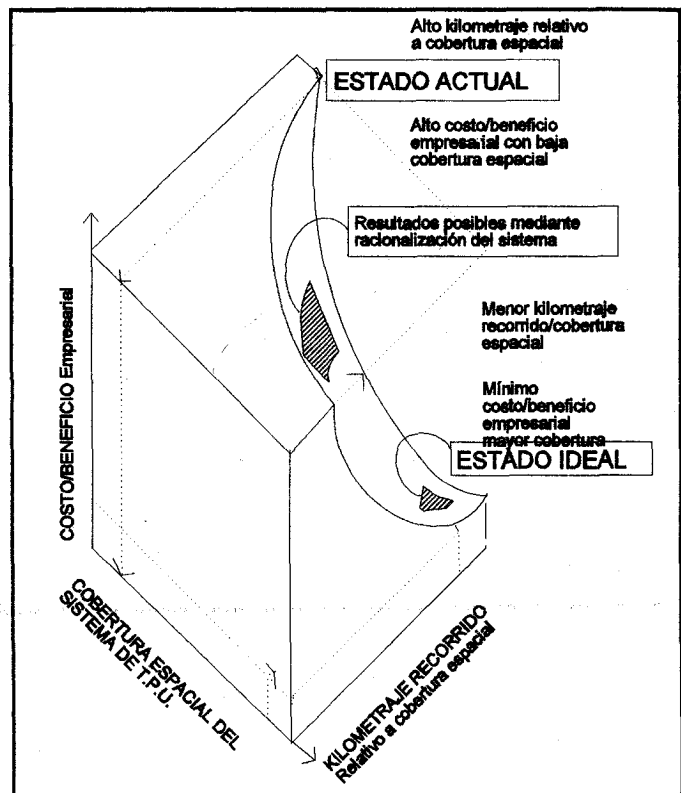 Alto kilometraje relativo
a cobertura espacial
ESTADO ACTUAL
Alto costo/beneficio
empresarial con baja
cobertura espacial
Resultados posibles mediante
racionalización del sistema
Menor kilometraje
recorrido/cobertura
espacial
Mínimo
costo/beneficio
empresarial
mayor cobertura
ESTADO IDEAL
COSTO/BENEFICIO Empresarial
COBERTURA ESPACIAL DEL
SISTEMA DE T.P.U.
KILOMETRAJE RECORRIDO
Relativo a cobertura espacial